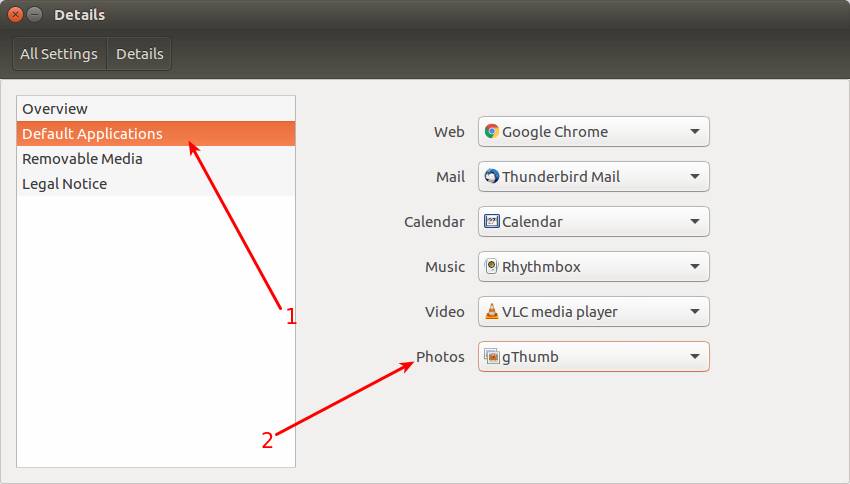 Details
All Settings Details
Overview
Default Applications
Removable Media
Legal Notice
Web Google Chrome
Mail Thunderbird Mail
Calendar Calendar
Music Rhythmbox
Video VLC media player
Photos gThumb
1
2